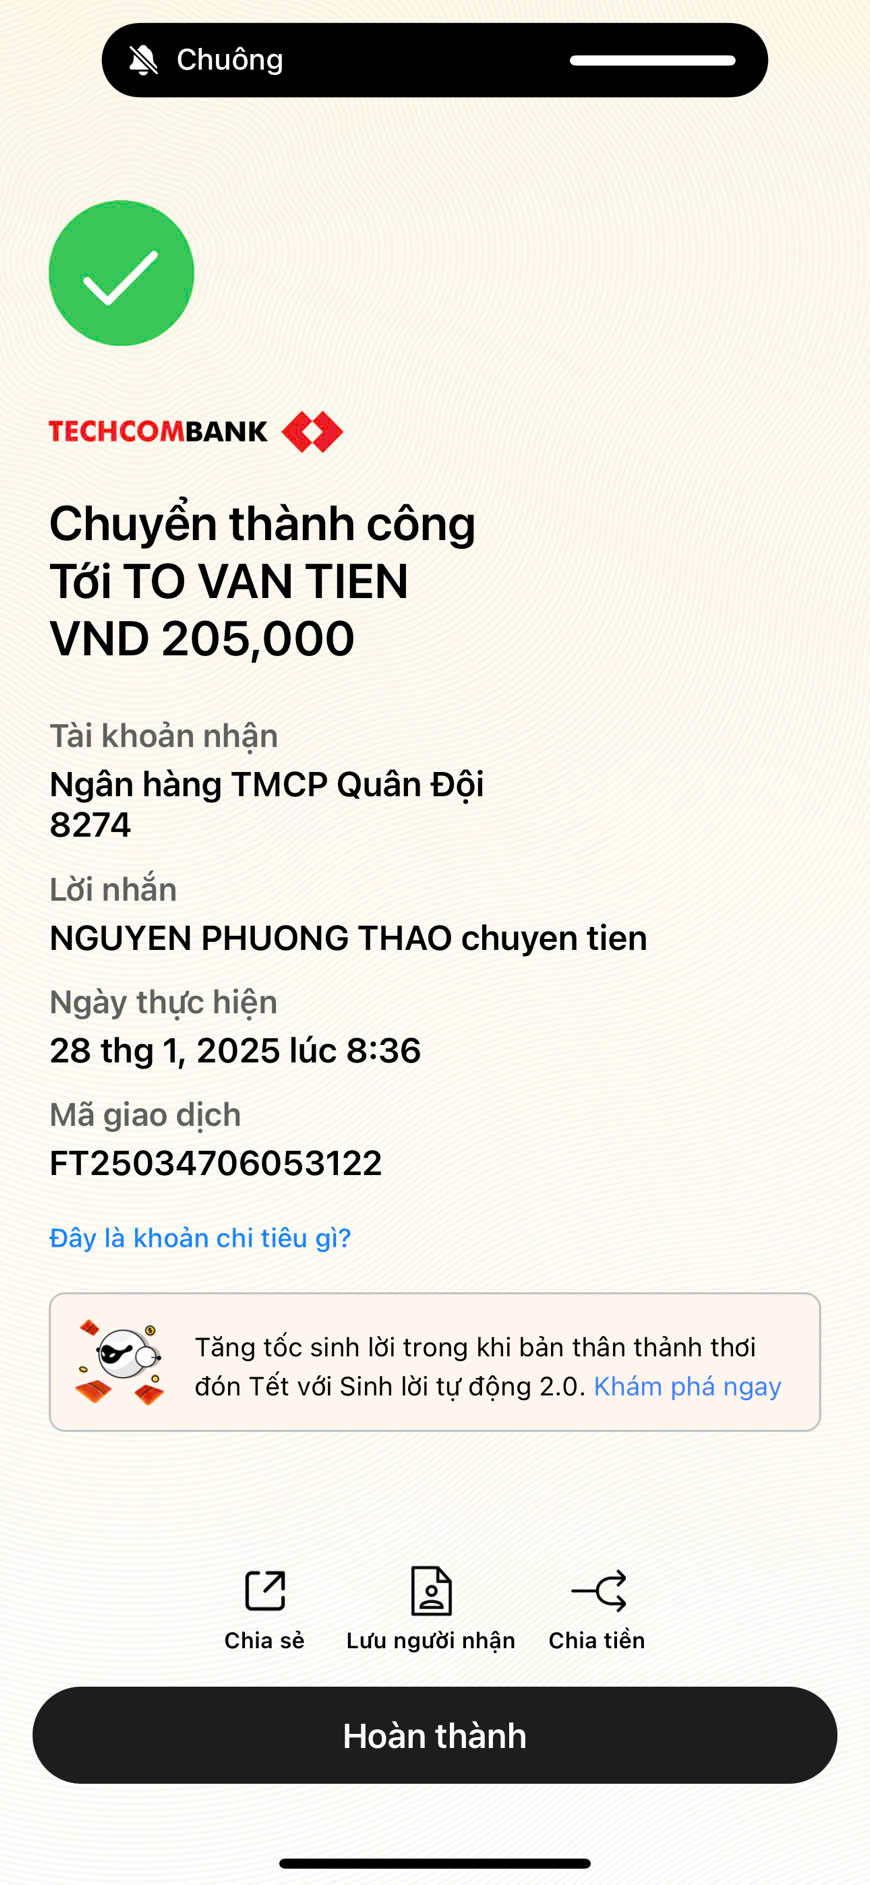 Chuông
TECHCOMBANK
Chuyển thành công
Tới TO VAN TIEN
VND 205,000
Tài khoản nhận
Ngân hàng TMCP Quân Đội
8274
Lời nhắn
NGUYEN PHUONG THAO chuyen tien
Ngày thực hiện
28 thg 1, 2025 lúc 8:36
Mã giao dịch
FT25034706053122
Đây là khoản chi tiêu gì?
Tăng tốc sinh lời trong khi bản thân thảnh thơi
đón Tết với Sinh lời tự động 2.0. Khám phá ngay
Chia sẻ
Lưu người nhận
Chia tiền
Hoàn thành